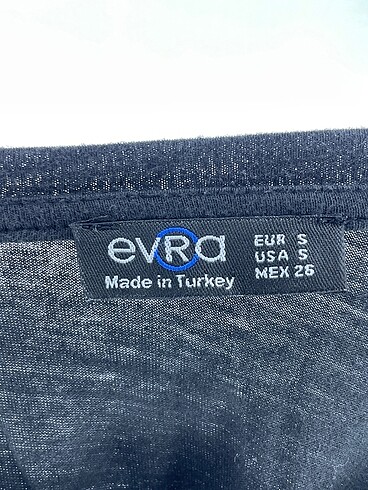 evRa
Made in Turkey
EUR S
USA S
MEX 26